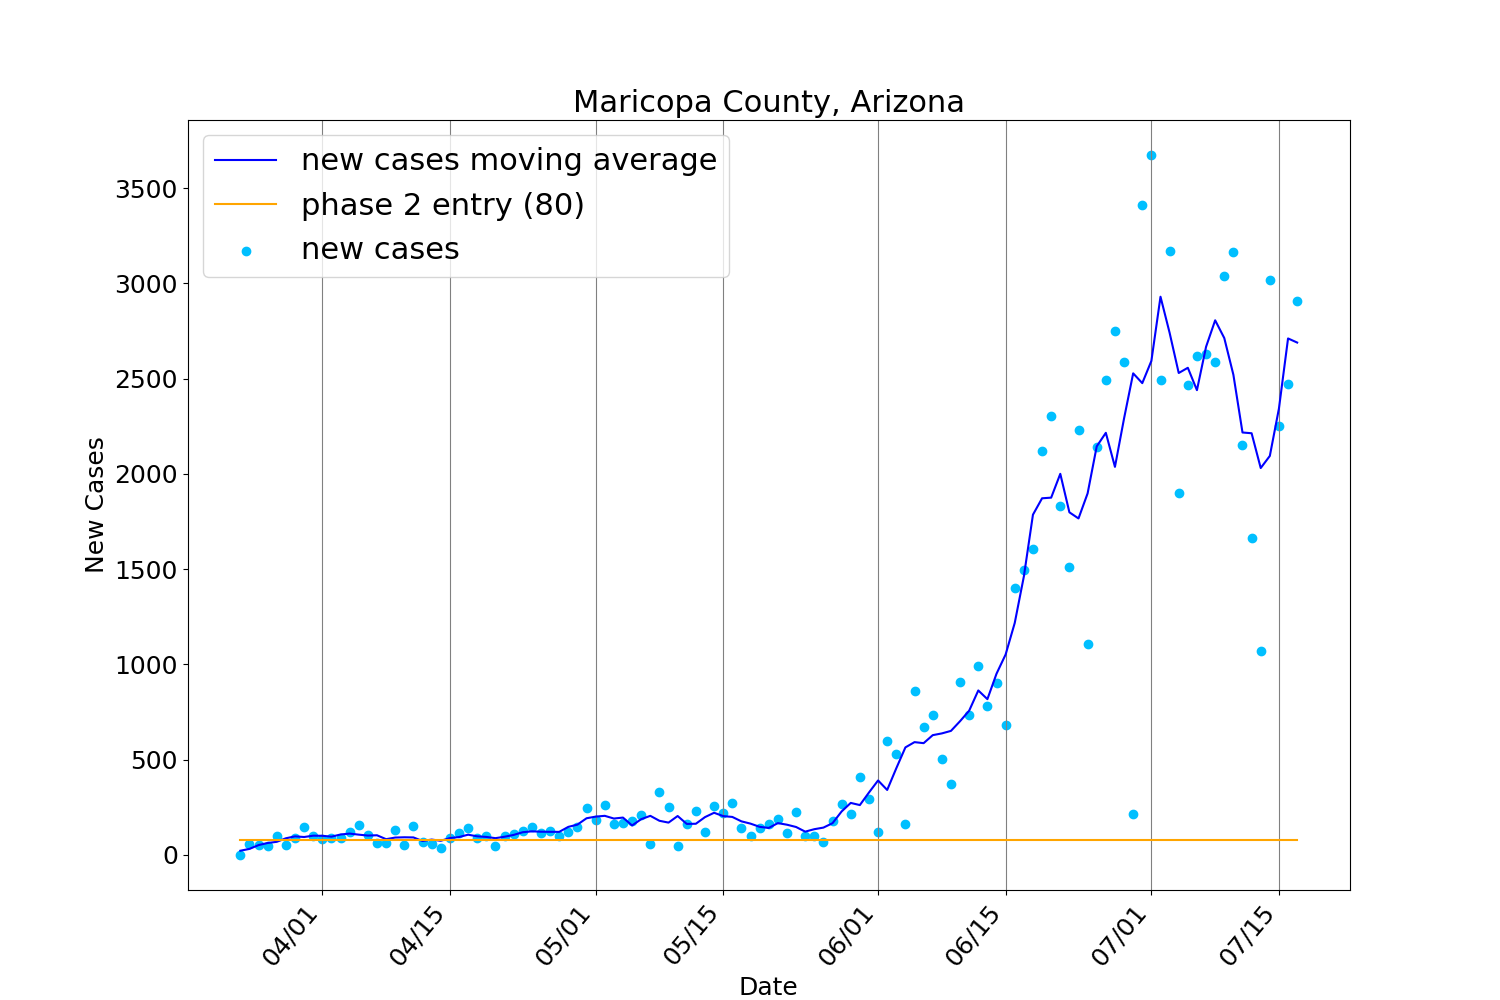 Maricopa County, Arizona
new cases moving average
phase 2 entry (80)
new cases
3500
3000
2500
2000
1500
1000
500
0
New Cases
04/01
04/15
05/01
05/15
06/01
06/15
07/01
07/15
Date